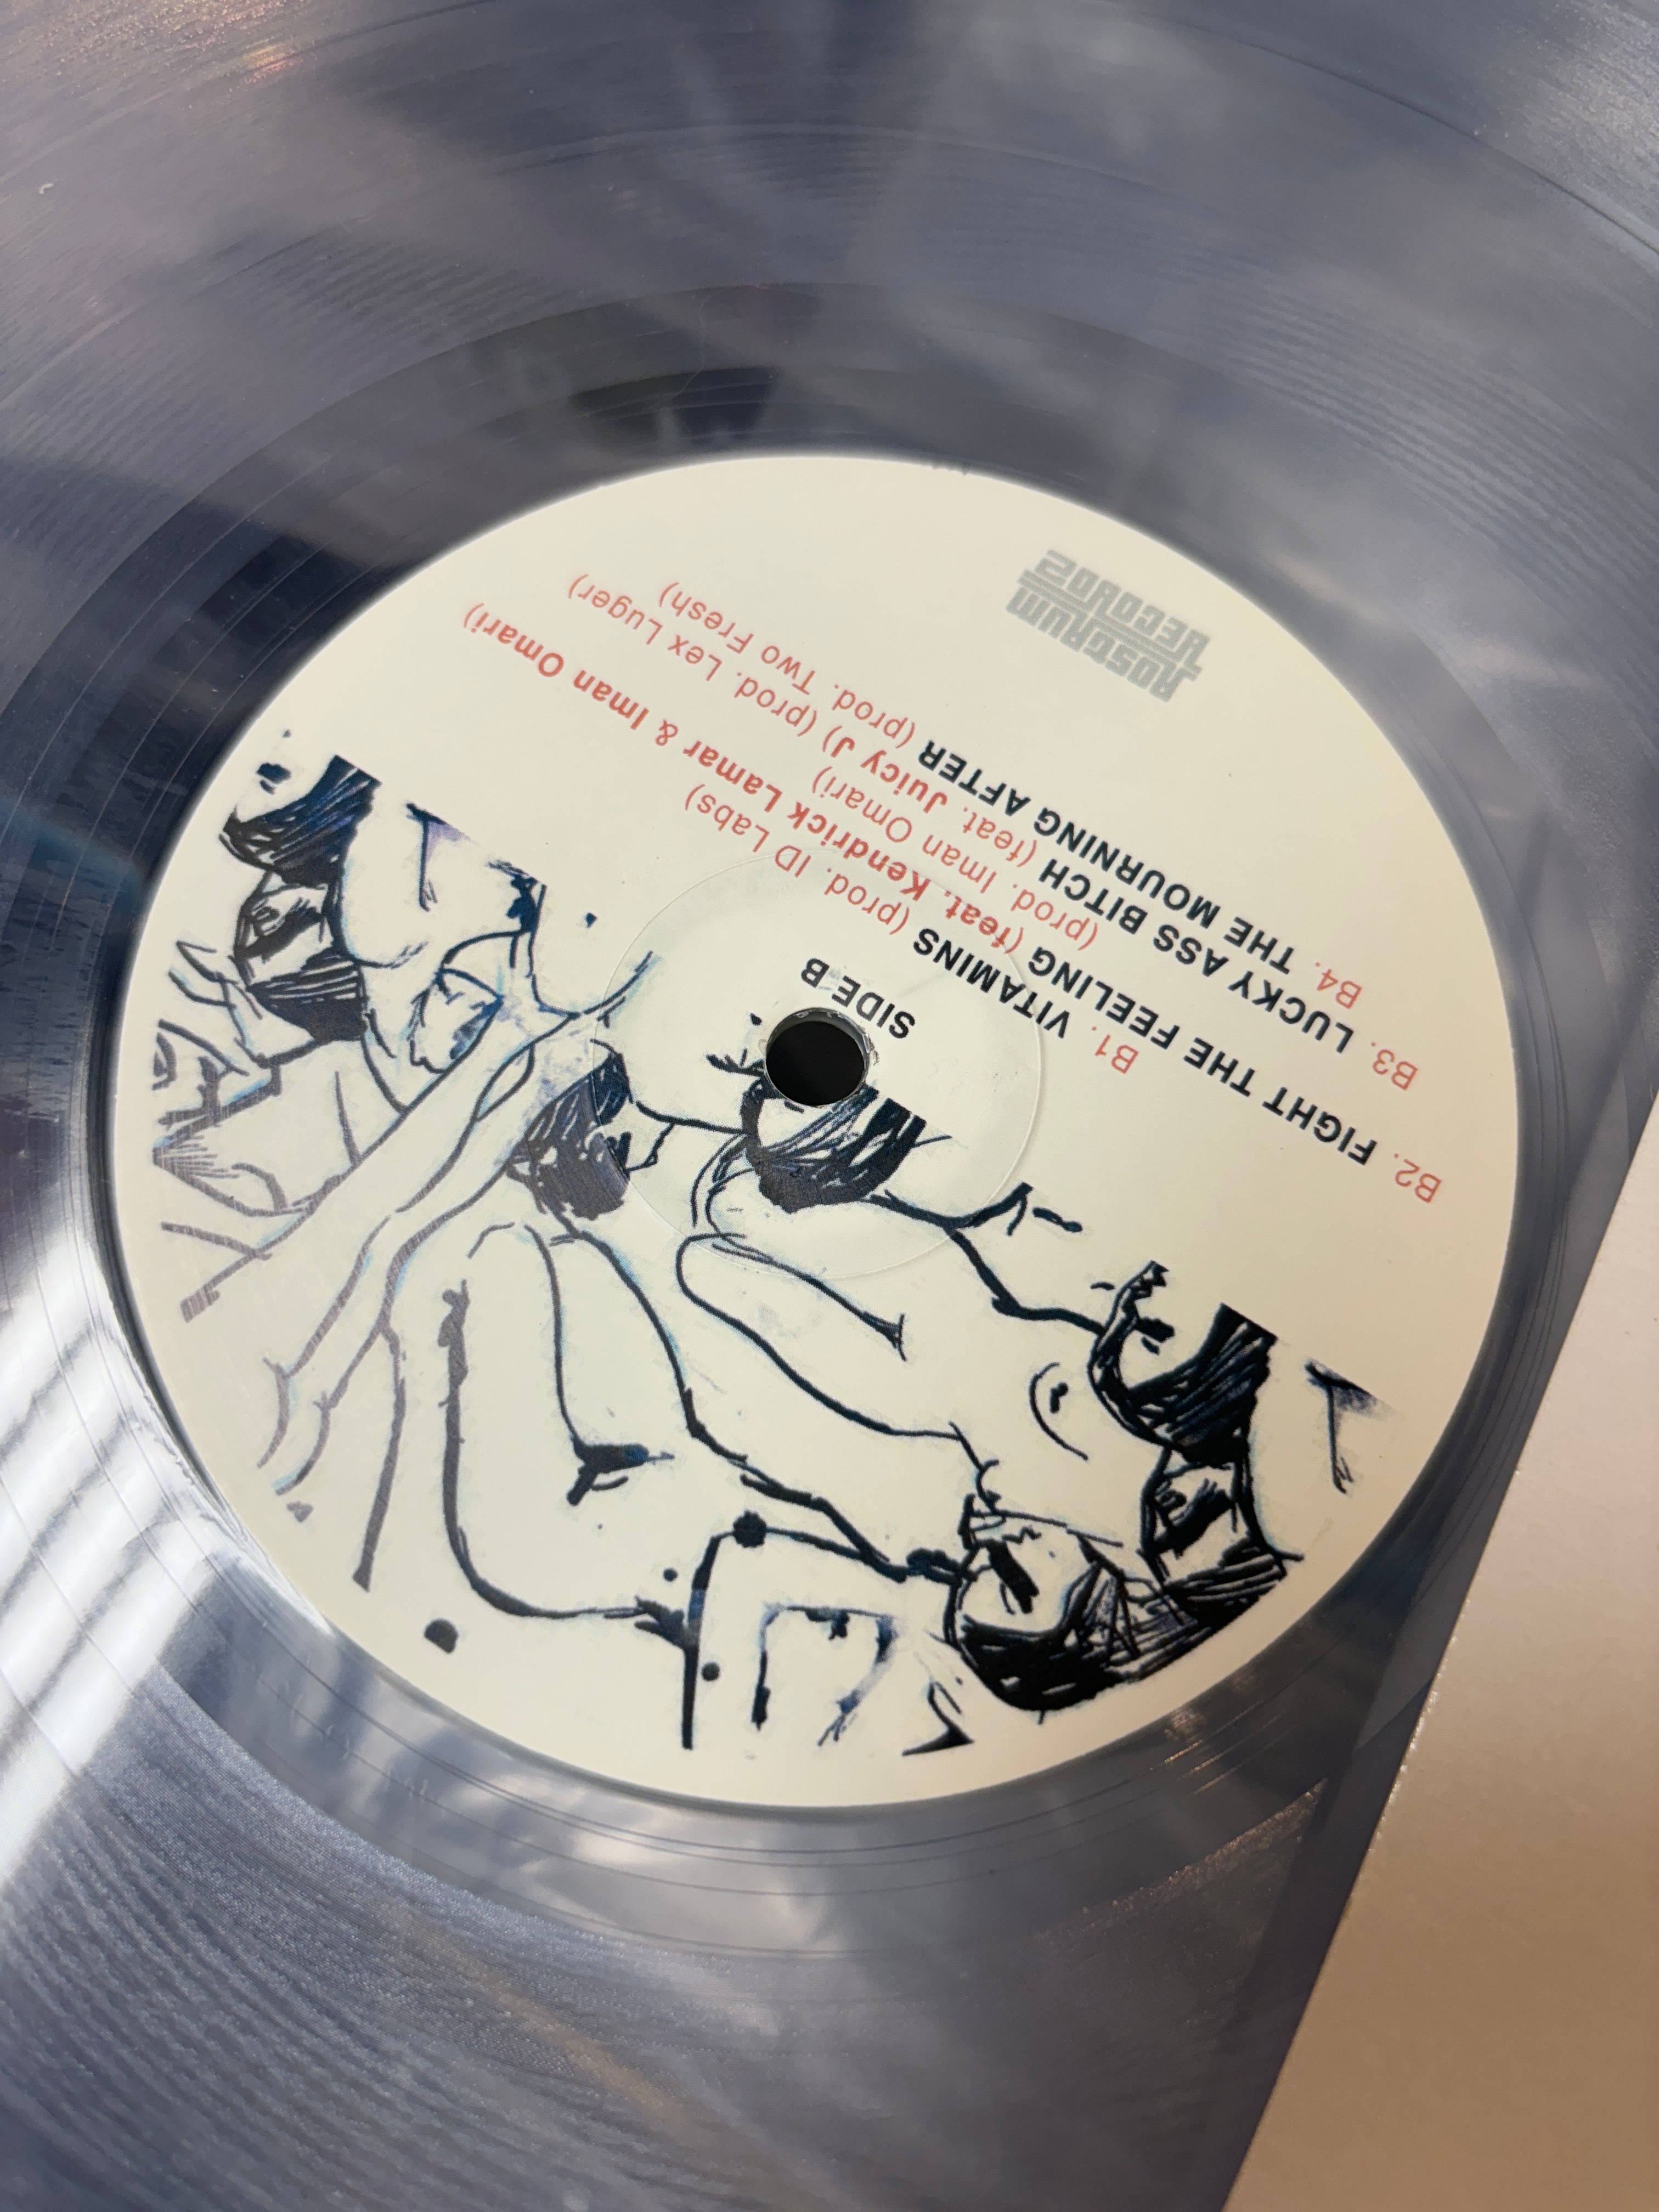 SIDE B
B1. VITAMINS (prod. ID Labs)
B2. FIGHT THE FEELING (feat. Kendrick Lamar & Iman Omari)
(prod. Iman Omari)
B3. LUCKY ASS BITCH (feat. Juicy J) (prod. Lex Luger)
B4. THE MOURNING AFTER (prod. Two Fresh)
ROSTRUM
RECORDS